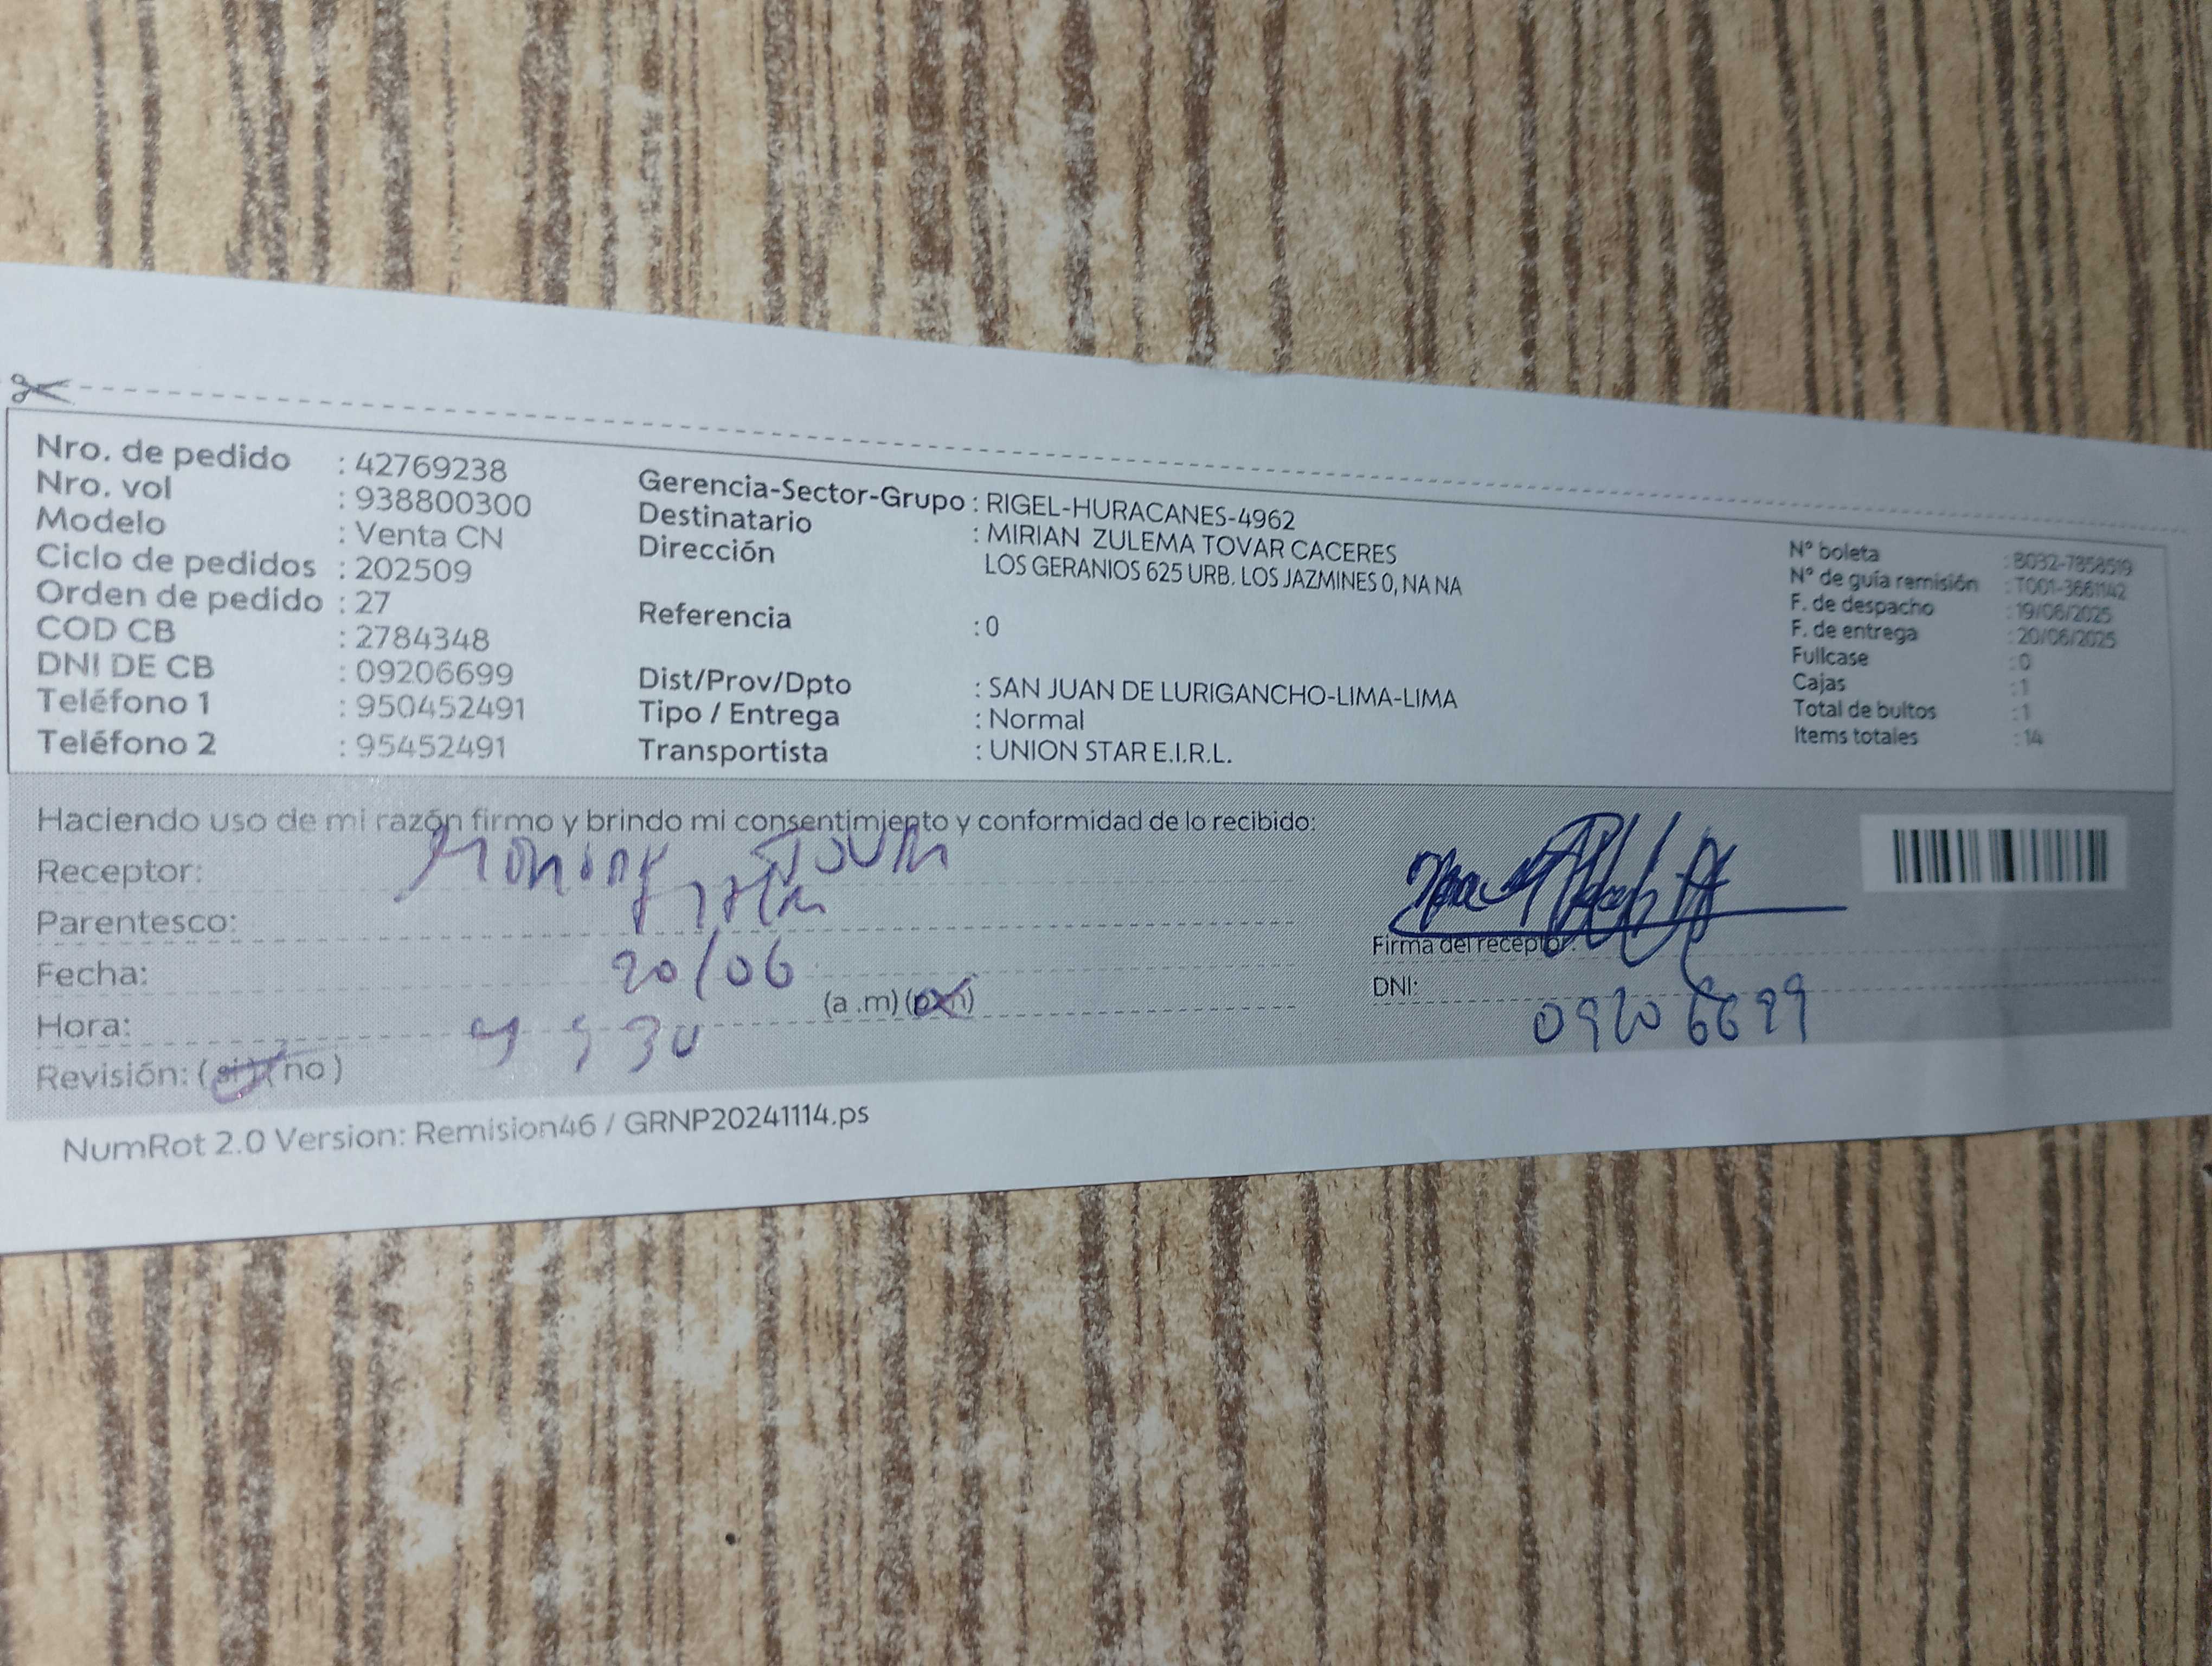 Nro. de pedido : 42769238
Nro. vol : 938800300
Modelo : Venta CN
Ciclo de pedidos : 202509
Orden de pedido : 27
COD CB : 2784348
DNI DE CB : 09206699
Teléfono 1 : 950452491
Teléfono 2 : 95452491
Gerencia-Sector-Grupo : RIGEL-HURACANES-4962
Destinatario : MIRIAN ZULEMA TOVAR CACERES
Dirección LOS GERANIOS 625 URB. LOS JAZMINES 0, NA NA
Referencia : 0
Dist/Prov/Dpto : SAN JUAN DE LURIGANCHO-LIMA-LIMA
Tipo / Entrega : Normal
Transportista : UNION STAR E.I.R.L.
N° boleta : B032-7858519
N° de guía remisión : T001-3661142
F. de despacho : 19/06/2025
F. de entrega : 20/06/2025
Fullcase : 0
Cajas : 1
Total de bultos : 1
Items totales : 14
Haciendo uso de mi razón firmo y brindo mi consentimiento y conformidad de lo recibido:
Receptor:
Parentesco:
Fecha: 20/06
Hora: (a .m) (p.m)
Revisión: (si) (no)
Firma del receptor:
DNI: 09206699
NumRot 2.0 Version: Remision46 / GRNP20241114.ps